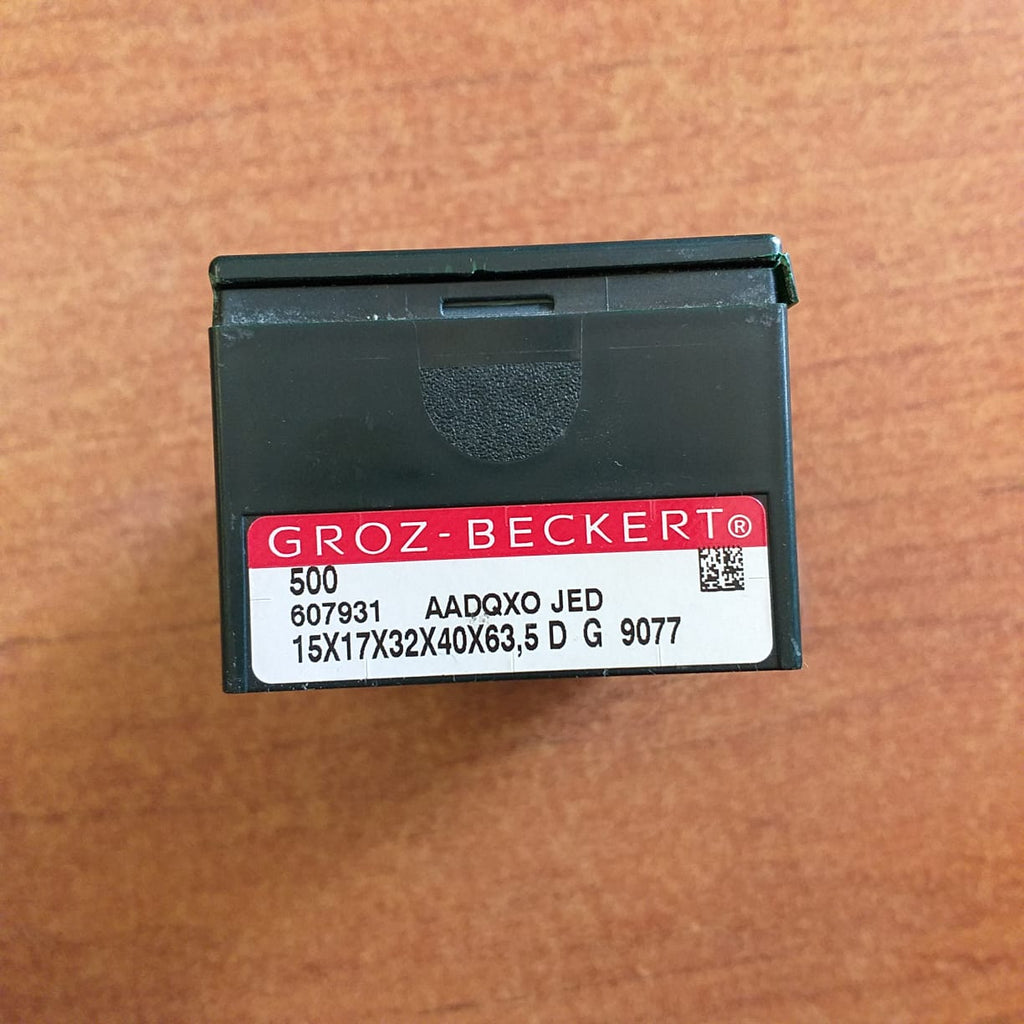 GROZ-BECKERT®
500
607931 AADQXO JED
15X17X32X40X63,5 D G 9077